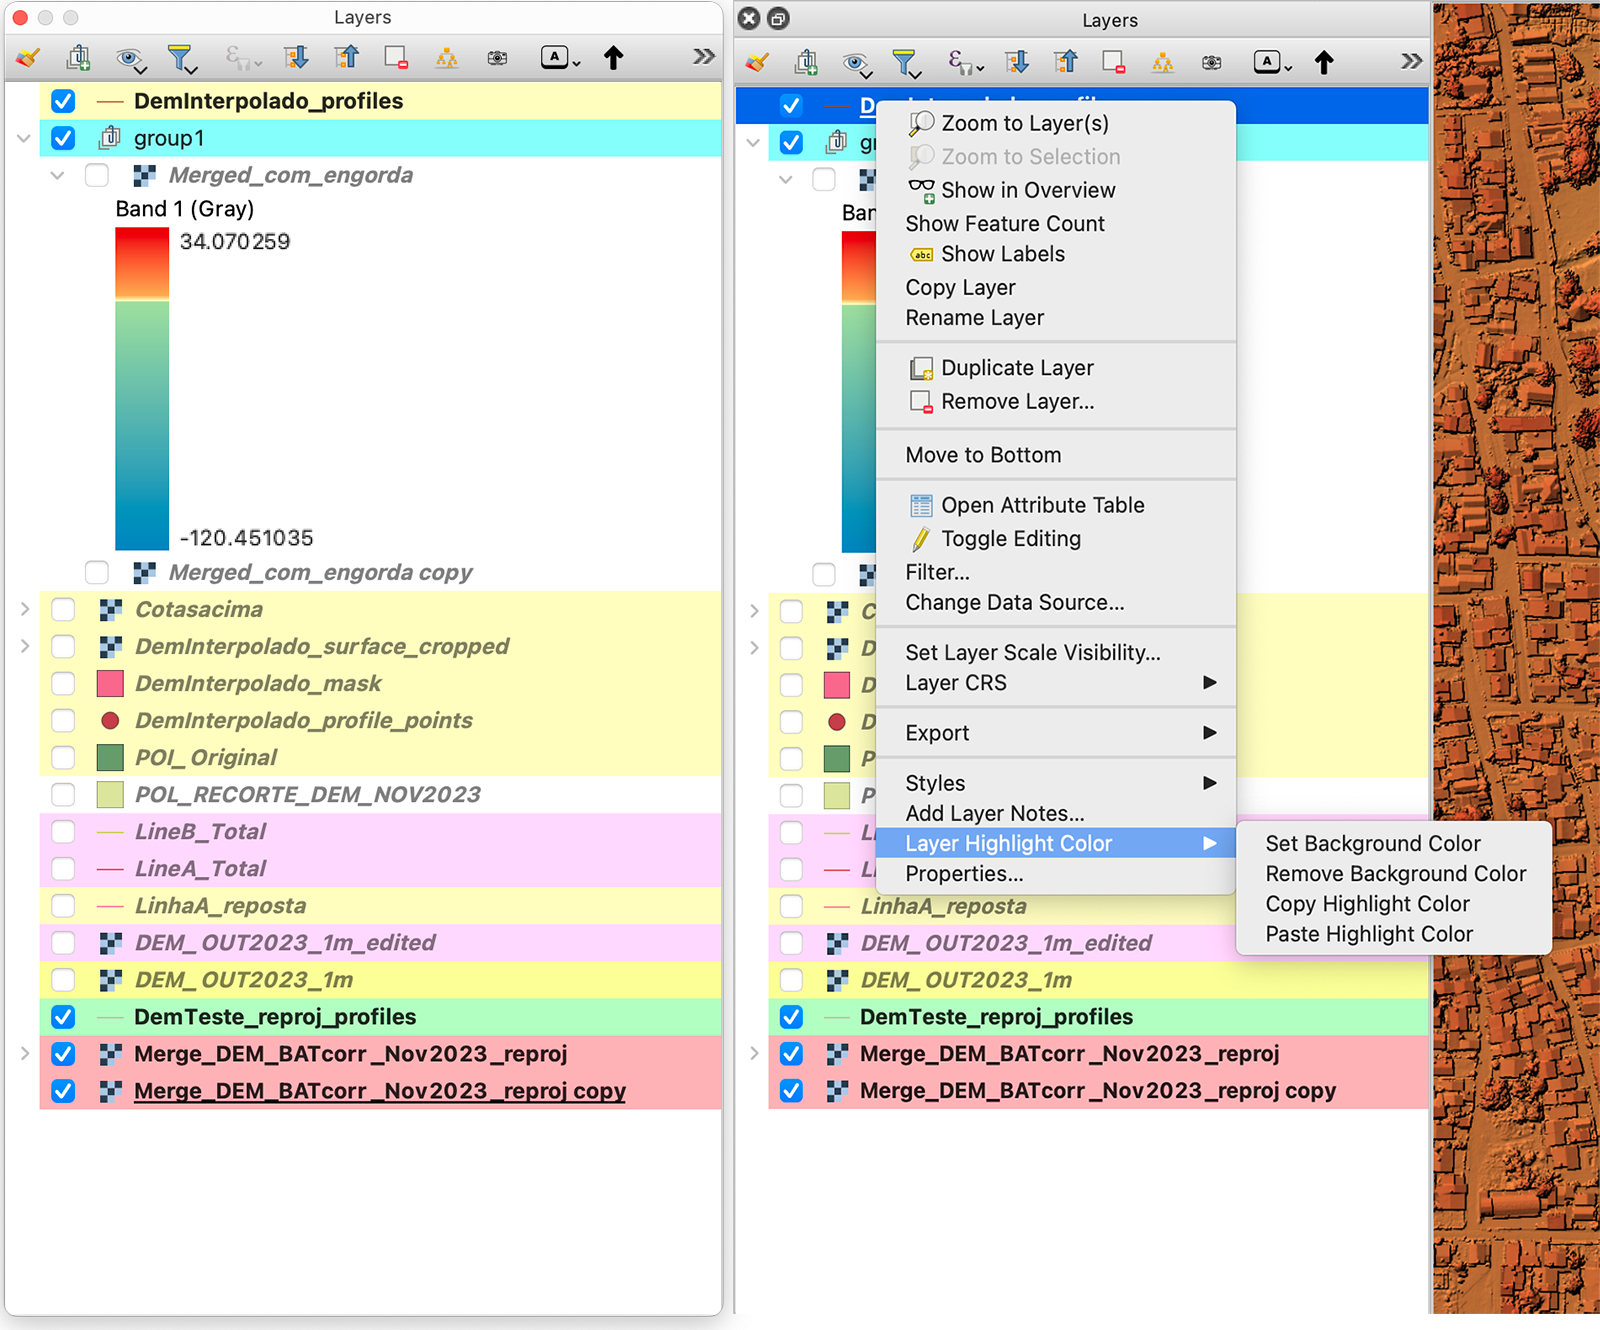 Layers
A
DemInterpolado_profiles
group1
Merged_com_engorda
Band 1 (Gray)
34.070259
-120.451035
Merged_com_engorda copy
Cotasacima
DemInterpolado_surface_cropped
DemInterpolado_mask
DemInterpolado_profile_points
POI_Original
POL_RECORTE_DEM_NOV2023
LineB_Total
LineA_Total
LinhaA_reposta
DEM_OUT2023_1m_edited
DEM_OUT2023_1m
DemTeste_reproj_profiles
Merge_DEM_BATcorr_Nov2023_reproj
Merge_DEM_BATcorr_Nov2023_reproj copy
Layers
A
Ban
Zoom to Layer(s)
Zoom to Selection
Show in Overview
Show Feature Count
abc Show Labels
Copy Layer
Rename Layer
Duplicate Layer
Remove Layer...
Move to Bottom
Open Attribute Table
Toggle Editing
Filter...
Change Data Source...
Set Layer Scale Visibility...
Layer CRS
Export
Styles
Add Layer Notes...
Layer Highlight Color
Properties...
Set Background Color
Remove Background Color
Copy Highlight Color
Paste Highlight Color
LinhaA_reposta
DEM_OUT2023_1m_edited
DEM_OUT2023_1m
DemTeste_reproj_profiles
Merge_DEM_BATcorr_Nov2023_reproj
Merge_DEM_BATcorr_Nov2023_reproj copy